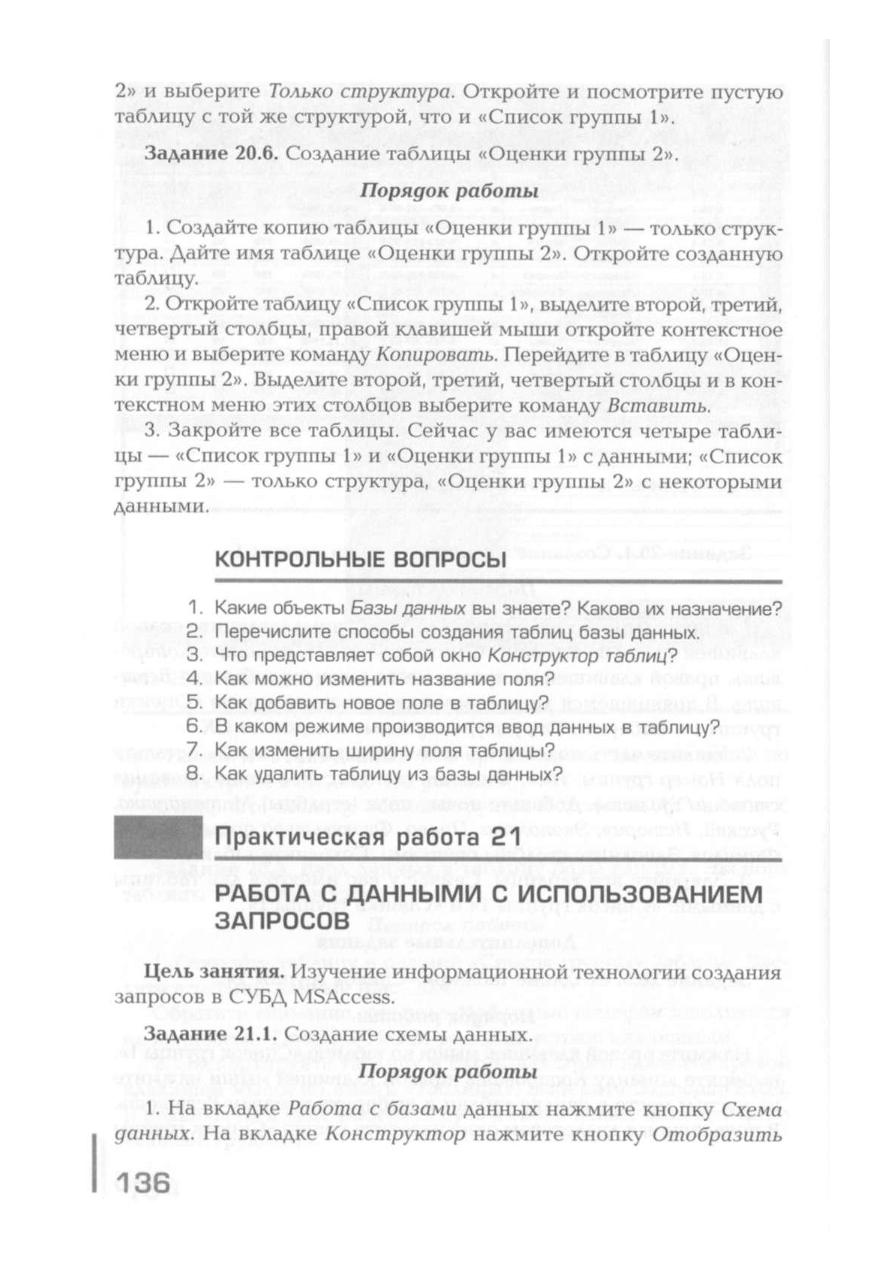 2» и выберите Только структура. Откройте и посмотрите пустую
таблицу с той же структурой, что и «Список группы 1».
Задание 20.6. Создание таблицы «Оценки группы 2».
Порядок работы
1. Создайте копию таблицы «Оценки группы 1» — только струк-
тура. Дайте имя таблице «Оценки группы 2». Откройте созданную
таблицу.
2. Откройте таблицу «Список группы 1», выделите второй, третий,
четвертый столбцы, правой клавишей мыши откройте контекстное
меню и выберите команду Копировать. Перейдите в таблицу «Оцен-
ки группы 2». Выделите второй, третий, четвертый столбцы и в кон-
текстном меню этих столбцов выберите команду Вставить.
3. Закройте все таблицы. Сейчас у вас имеются четыре табли-
цы — «Список группы 1» и «Оценки группы 1» с данными; «Список
группы 2» — только структура, «Оценки группы 2» с некоторыми
данными.
КОНТРОЛЬНЫЕ ВОПРОСЫ
1. Какие объекты Базы данных вы знаете? Каково их назначение?
2. Перечислите способы создания таблиц базы данных.
3. Что представляет собой окно Конструктор таблиц?
4. Как можно изменить название поля?
5. Как добавить новое поле в таблицу?
6. В каком режиме производится ввод данных в таблицу?
7. Как изменить ширину поля таблицы?
8. Как удалить таблицу из базы данных?
Практическая работа 21
РАБОТА С ДАННЫМИ С ИСПОЛЬЗОВАНИЕМ
ЗАПРОСОВ
Цель занятия. Изучение информационной технологии создания
запросов в СУБД MSAccess.
Задание 21.1. Создание схемы данных.
Порядок работы
1. На вкладке Работа с базами данных нажмите кнопку Схема
данных. На вкладке Конструктор нажмите кнопку Отобразить
136